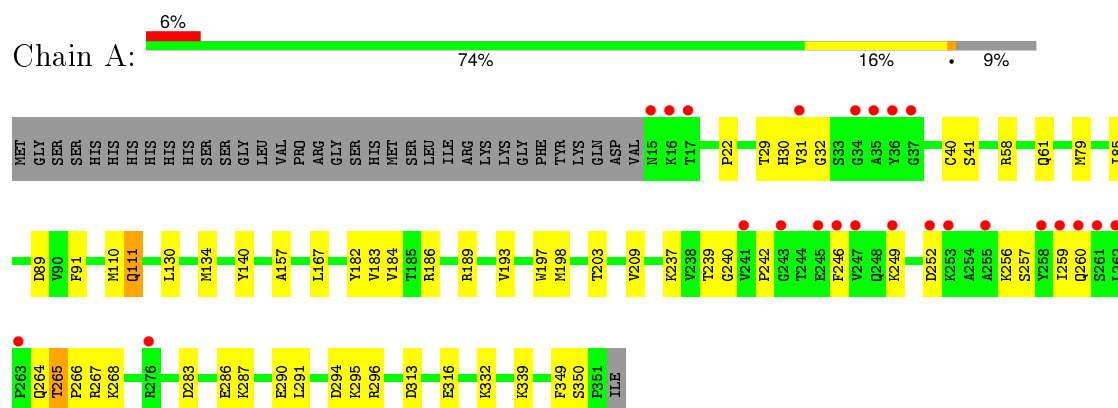 6%
Chain A:
74% 16% • 9%
MET GLY SER SER HIS HIS HIS HIS HIS HIS SER SER GLY LEU VAL PRO ARG GLY SER HIS MET SER LEU ILE ARG LYS LYS GLY PHE TYR LYS GLN ASP VAL N15 K16 T17 P22 T29 H30 V31 G32 S33 G34 A35 Y36 G37 C40 S41 R58 Q61 M79 I85
D89 V90 F91 M110 Q111 L130 M134 Y140 A157 L167 Y182 V183 V184 T185 R186 R189 V193 W197 M198 T203 V209 K237 V238 T239 G240 V241 P242 G243 T244 E245 F246 V247 Q248 K249 D252 K253 A254 A255 K256 S257 Y258 I259 Q260 S261
P263 Q264 T265 P266 R267 K268 R276 D283 E286 K287 E290 L291 D294 K295 R296 D313 E316 K332 K339 F349 S350 P351 ILE